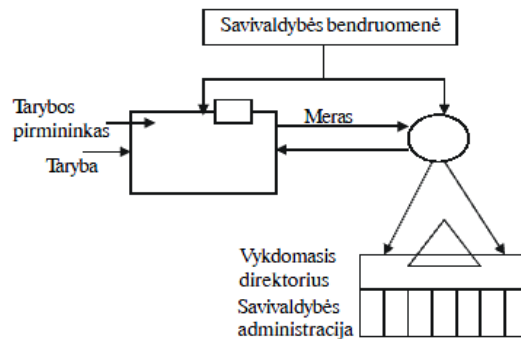 Savivaldybės bendruomenė
Tarybos
pirmininkas
Meras
Taryba
Vykdomasis
direktorius
Savivaldybės
administracija